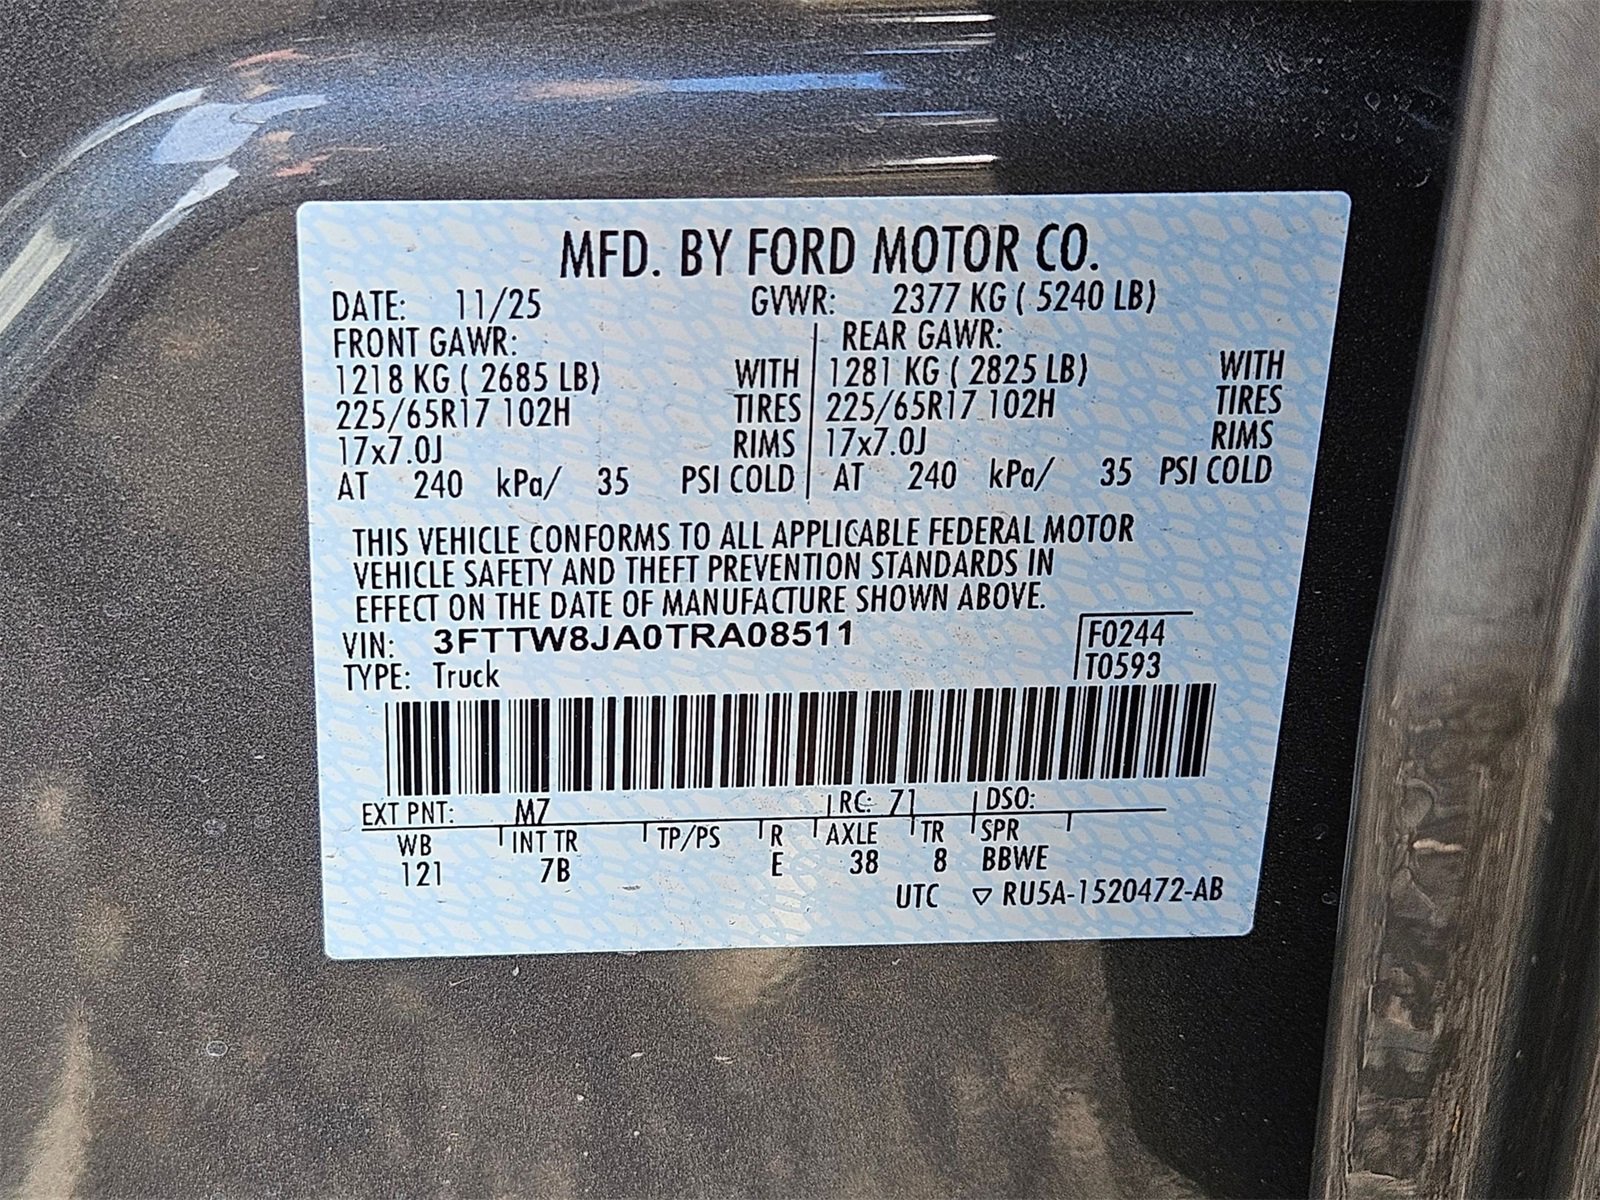 MFD. BY FORD MOTOR CO.
DATE: 11/25 GVWR: 2377 KG ( 5240 LB)
FRONT GAWR: REAR GAWR:
1218 KG ( 2685 LB) WITH 1281 KG ( 2825 LB) WITH
225/65R17 102H TIRES 225/65R17 102H TIRES
17x7.0J RIMS 17x7.0J RIMS
AT 240 kPa/ 35 PSI COLD AT 240 kPa/ 35 PSI COLD
THIS VEHICLE CONFORMS TO ALL APPLICABLE FEDERAL MOTOR
VEHICLE SAFETY AND THEFT PREVENTION STANDARDS IN
EFFECT ON THE DATE OF MANUFACTURE SHOWN ABOVE.
VIN: 3FTTW8JA0TRA08511 F0244
TYPE: Truck T0593
EXT PNT: M7 RC: 71 DSO:
WB INT TR TP/PS R AXLE TR SPR
121 7B E 38 8 BBWE
UTC ▽ RU5A-1520472-AB